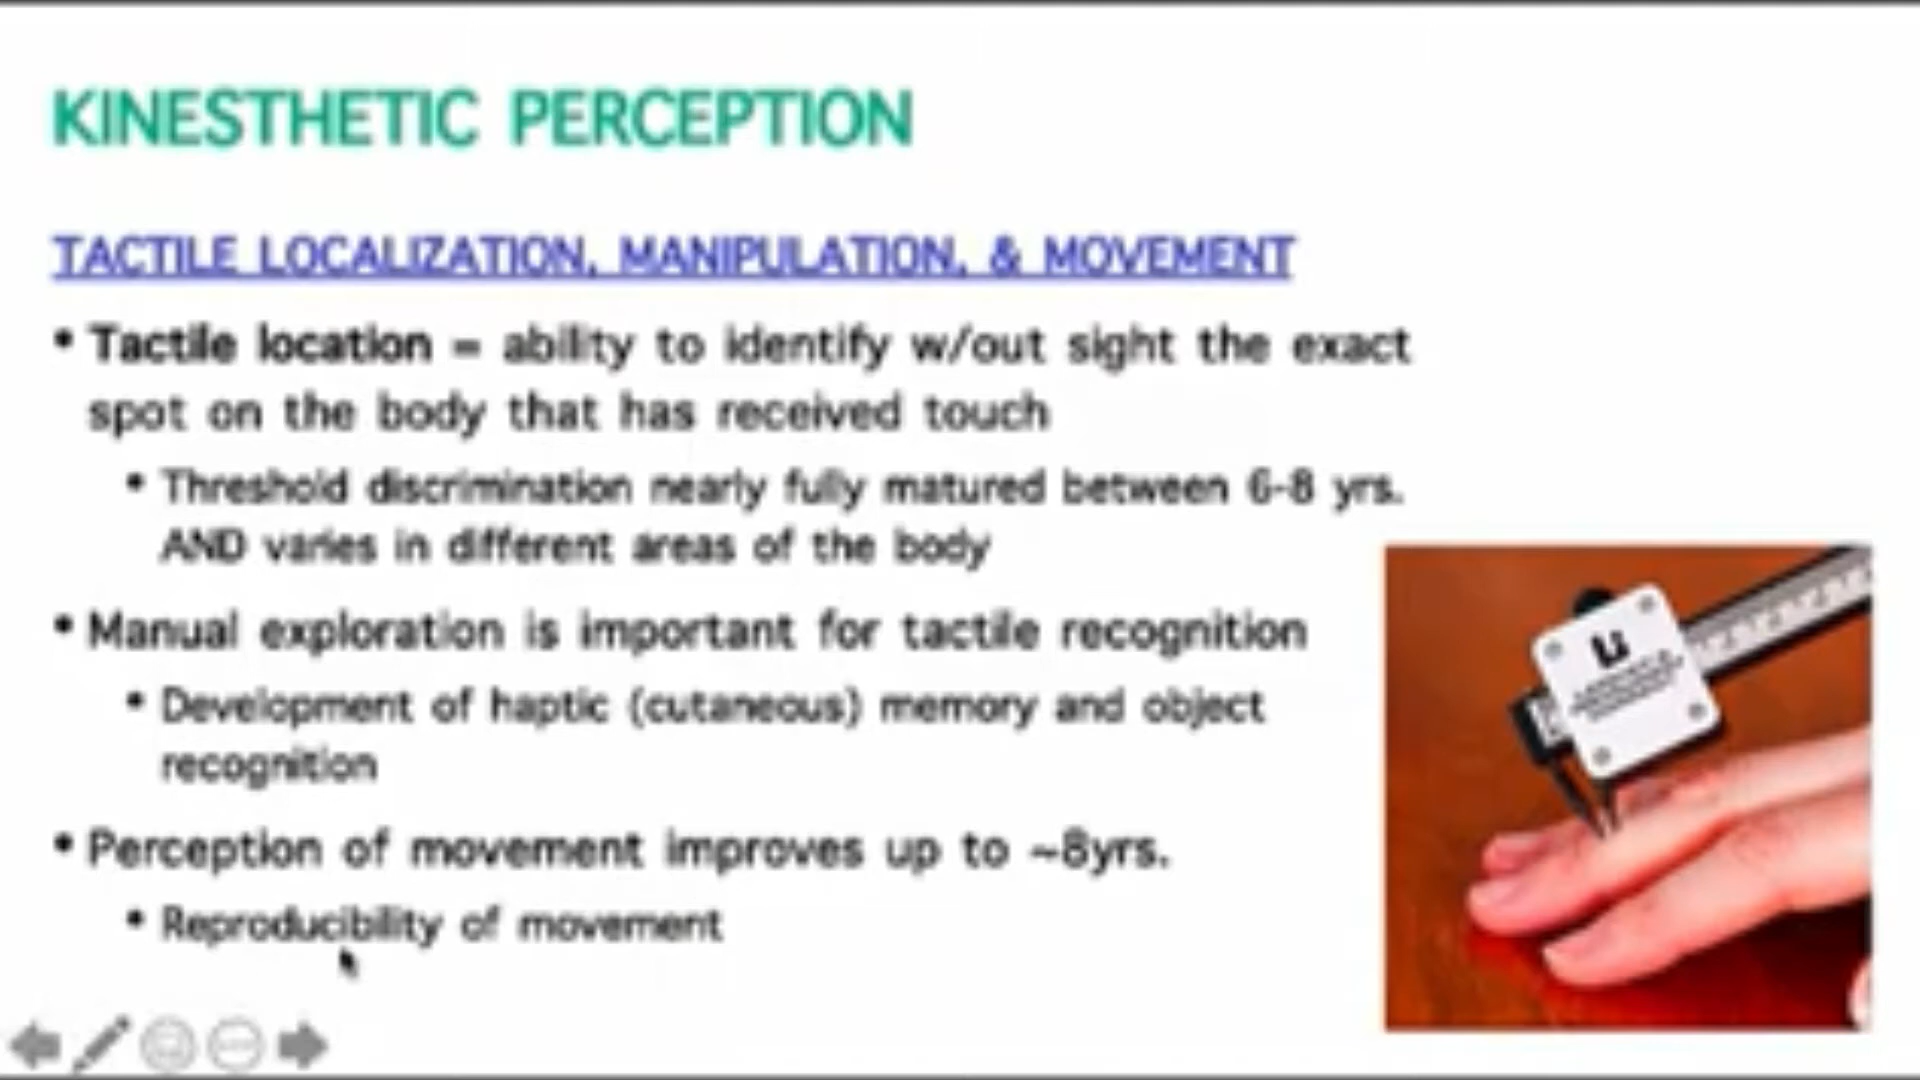 KINESTHETIC PERCEPTION
TACTILE LOCALIZATION, MANIPULATION, & MOVEMENT
• Tactile location = ability to identify w/out sight the exact
spot on the body that has received touch
• Threshold discrimination nearly fully matured between 6-8 yrs.
AND varies in different areas of the body
• Manual exploration is important for tactile recognition
• Development of haptic (cutaneous) memory and object
recognition
• Perception of movement improves up to ~8yrs.
• Reproducibility of movement